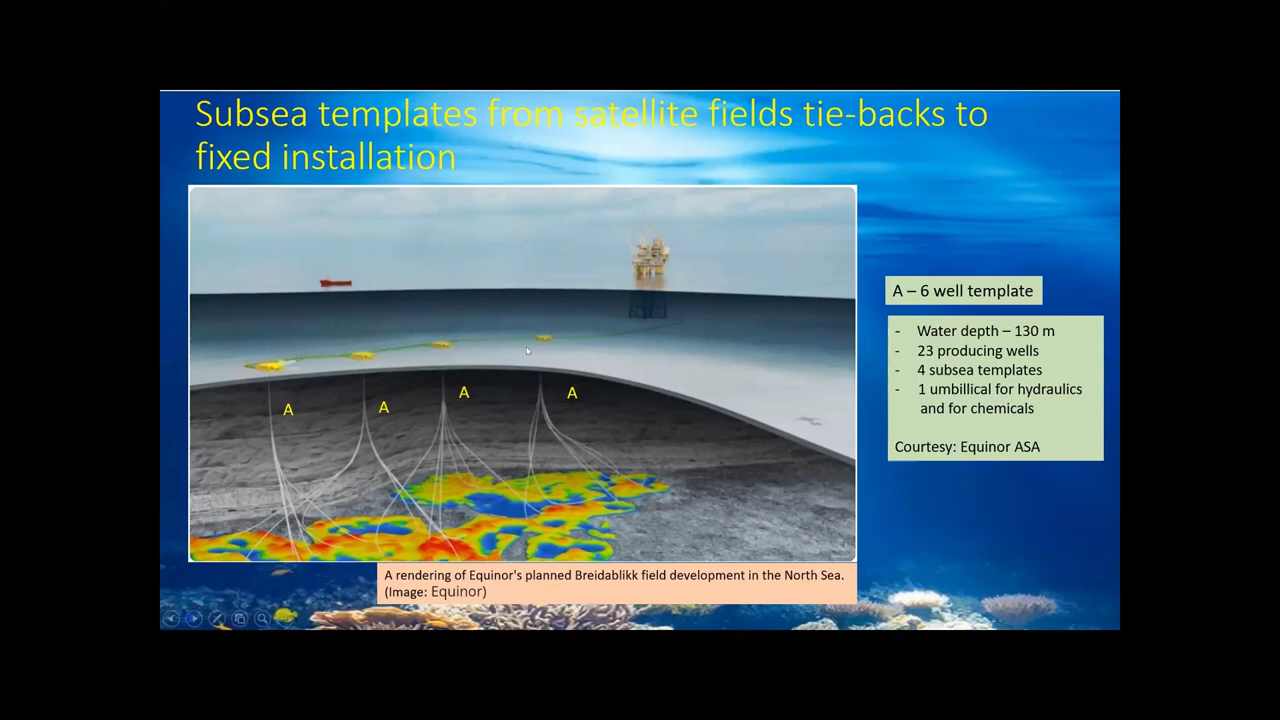 Subsea templates from satellite fields tie-backs to
fixed installation
A
A
A
A
A – 6 well template
- Water depth – 130 m
- 23 producing wells
- 4 subsea templates
- 1 umbillical for hydraulics
and for chemicals
Courtesy: Equinor ASA
A rendering of Equinor's planned Breidablikk field development in the North Sea.
(Image: Equinor)